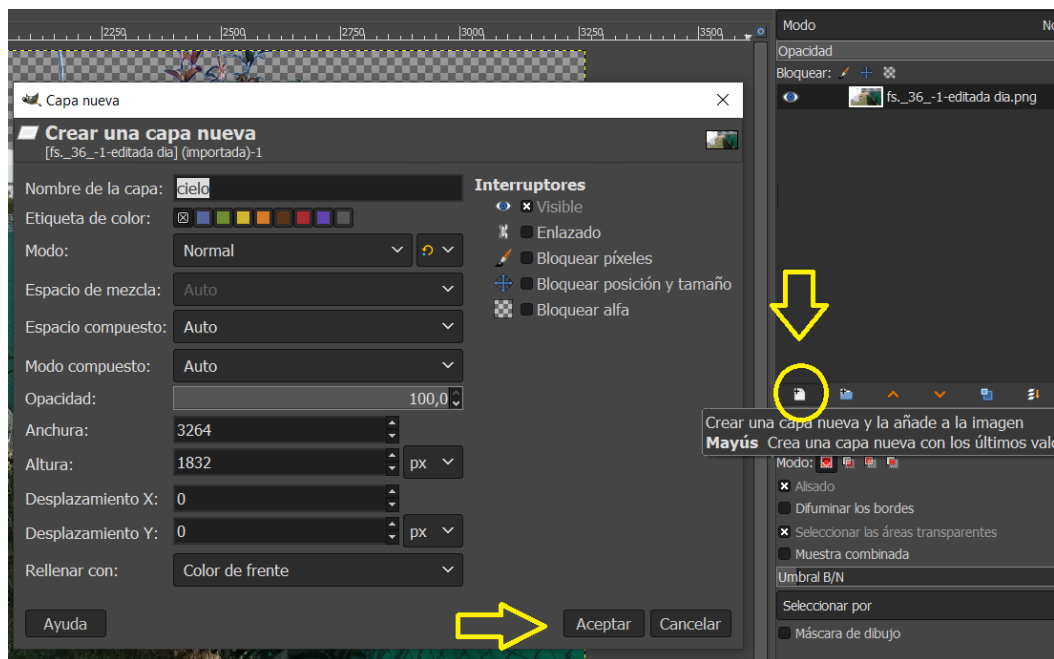 2250 2500 2750 3000 3250 3500
Modo
Opacidad
Bloquear:
fs._36_-1-editada dia.png
Capa nueva
Crear una capa nueva
[fs._36_-1-editada dia] (importada)-1
Nombre de la capa: cielo
Etiqueta de color:
Modo: Normal
Espacio de mezcla: Auto
Espacio compuesto: Auto
Modo compuesto: Auto
Opacidad: 100,0
Anchura: 3264
Altura: 1832 px
Desplazamiento X: 0
Desplazamiento Y: 0 px
Rellenar con: Color de frente
Interruptores
Visible
Enlazado
Bloquear píxeles
Bloquear posición y tamaño
Bloquear alfa
Ayuda Aceptar Cancelar
Crear una capa nueva y la añade a la imagen
Mayús Crea una capa nueva con los últimos
Modo:
Alisado
Difuminar los bordes
Seleccionar las áreas transparentes
Muestra combinada
Umbral B/N
Seleccionar por
Máscara de dibujo